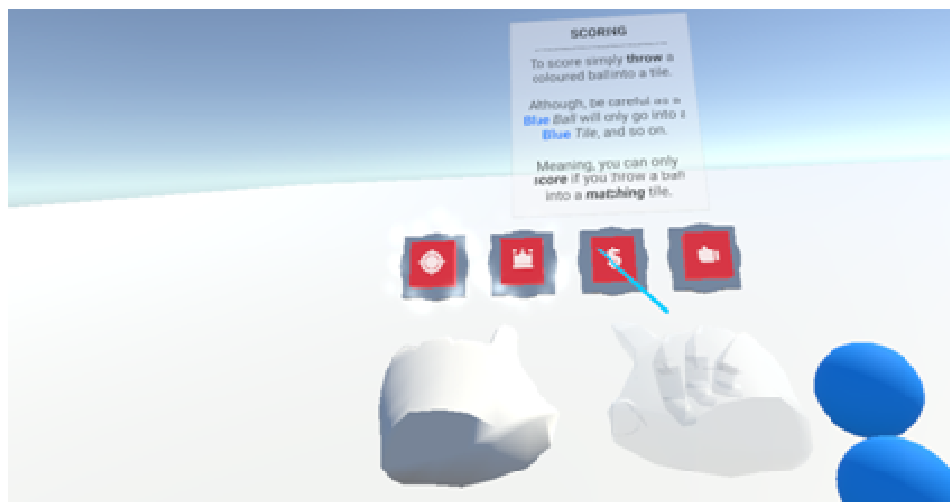 SCORING
To score simply throw a
coloured ball into a tile.
Although, be careful as a
Blue Ball will only go into a
Blue Tile, and so on.
Meaning, you can only
score if you throw a ball
into a matching tile.
$